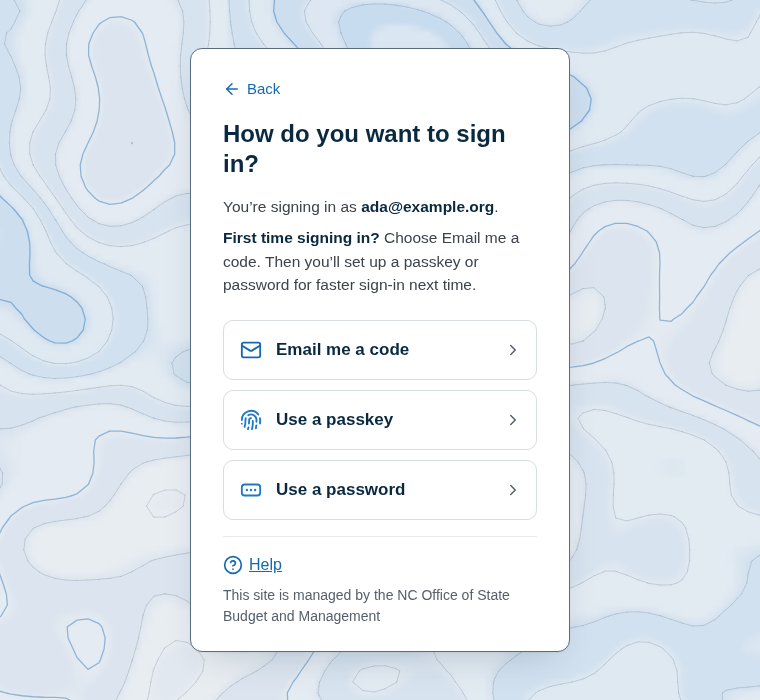 Back
How do you want to sign
in?
You’re signing in as ada@example.org.
First time signing in? Choose Email me a
code. Then you’ll set up a passkey or
password for faster sign-in next time.
Email me a code
Use a passkey
Use a password
Help
This site is managed by the NC Office of State
Budget and Management